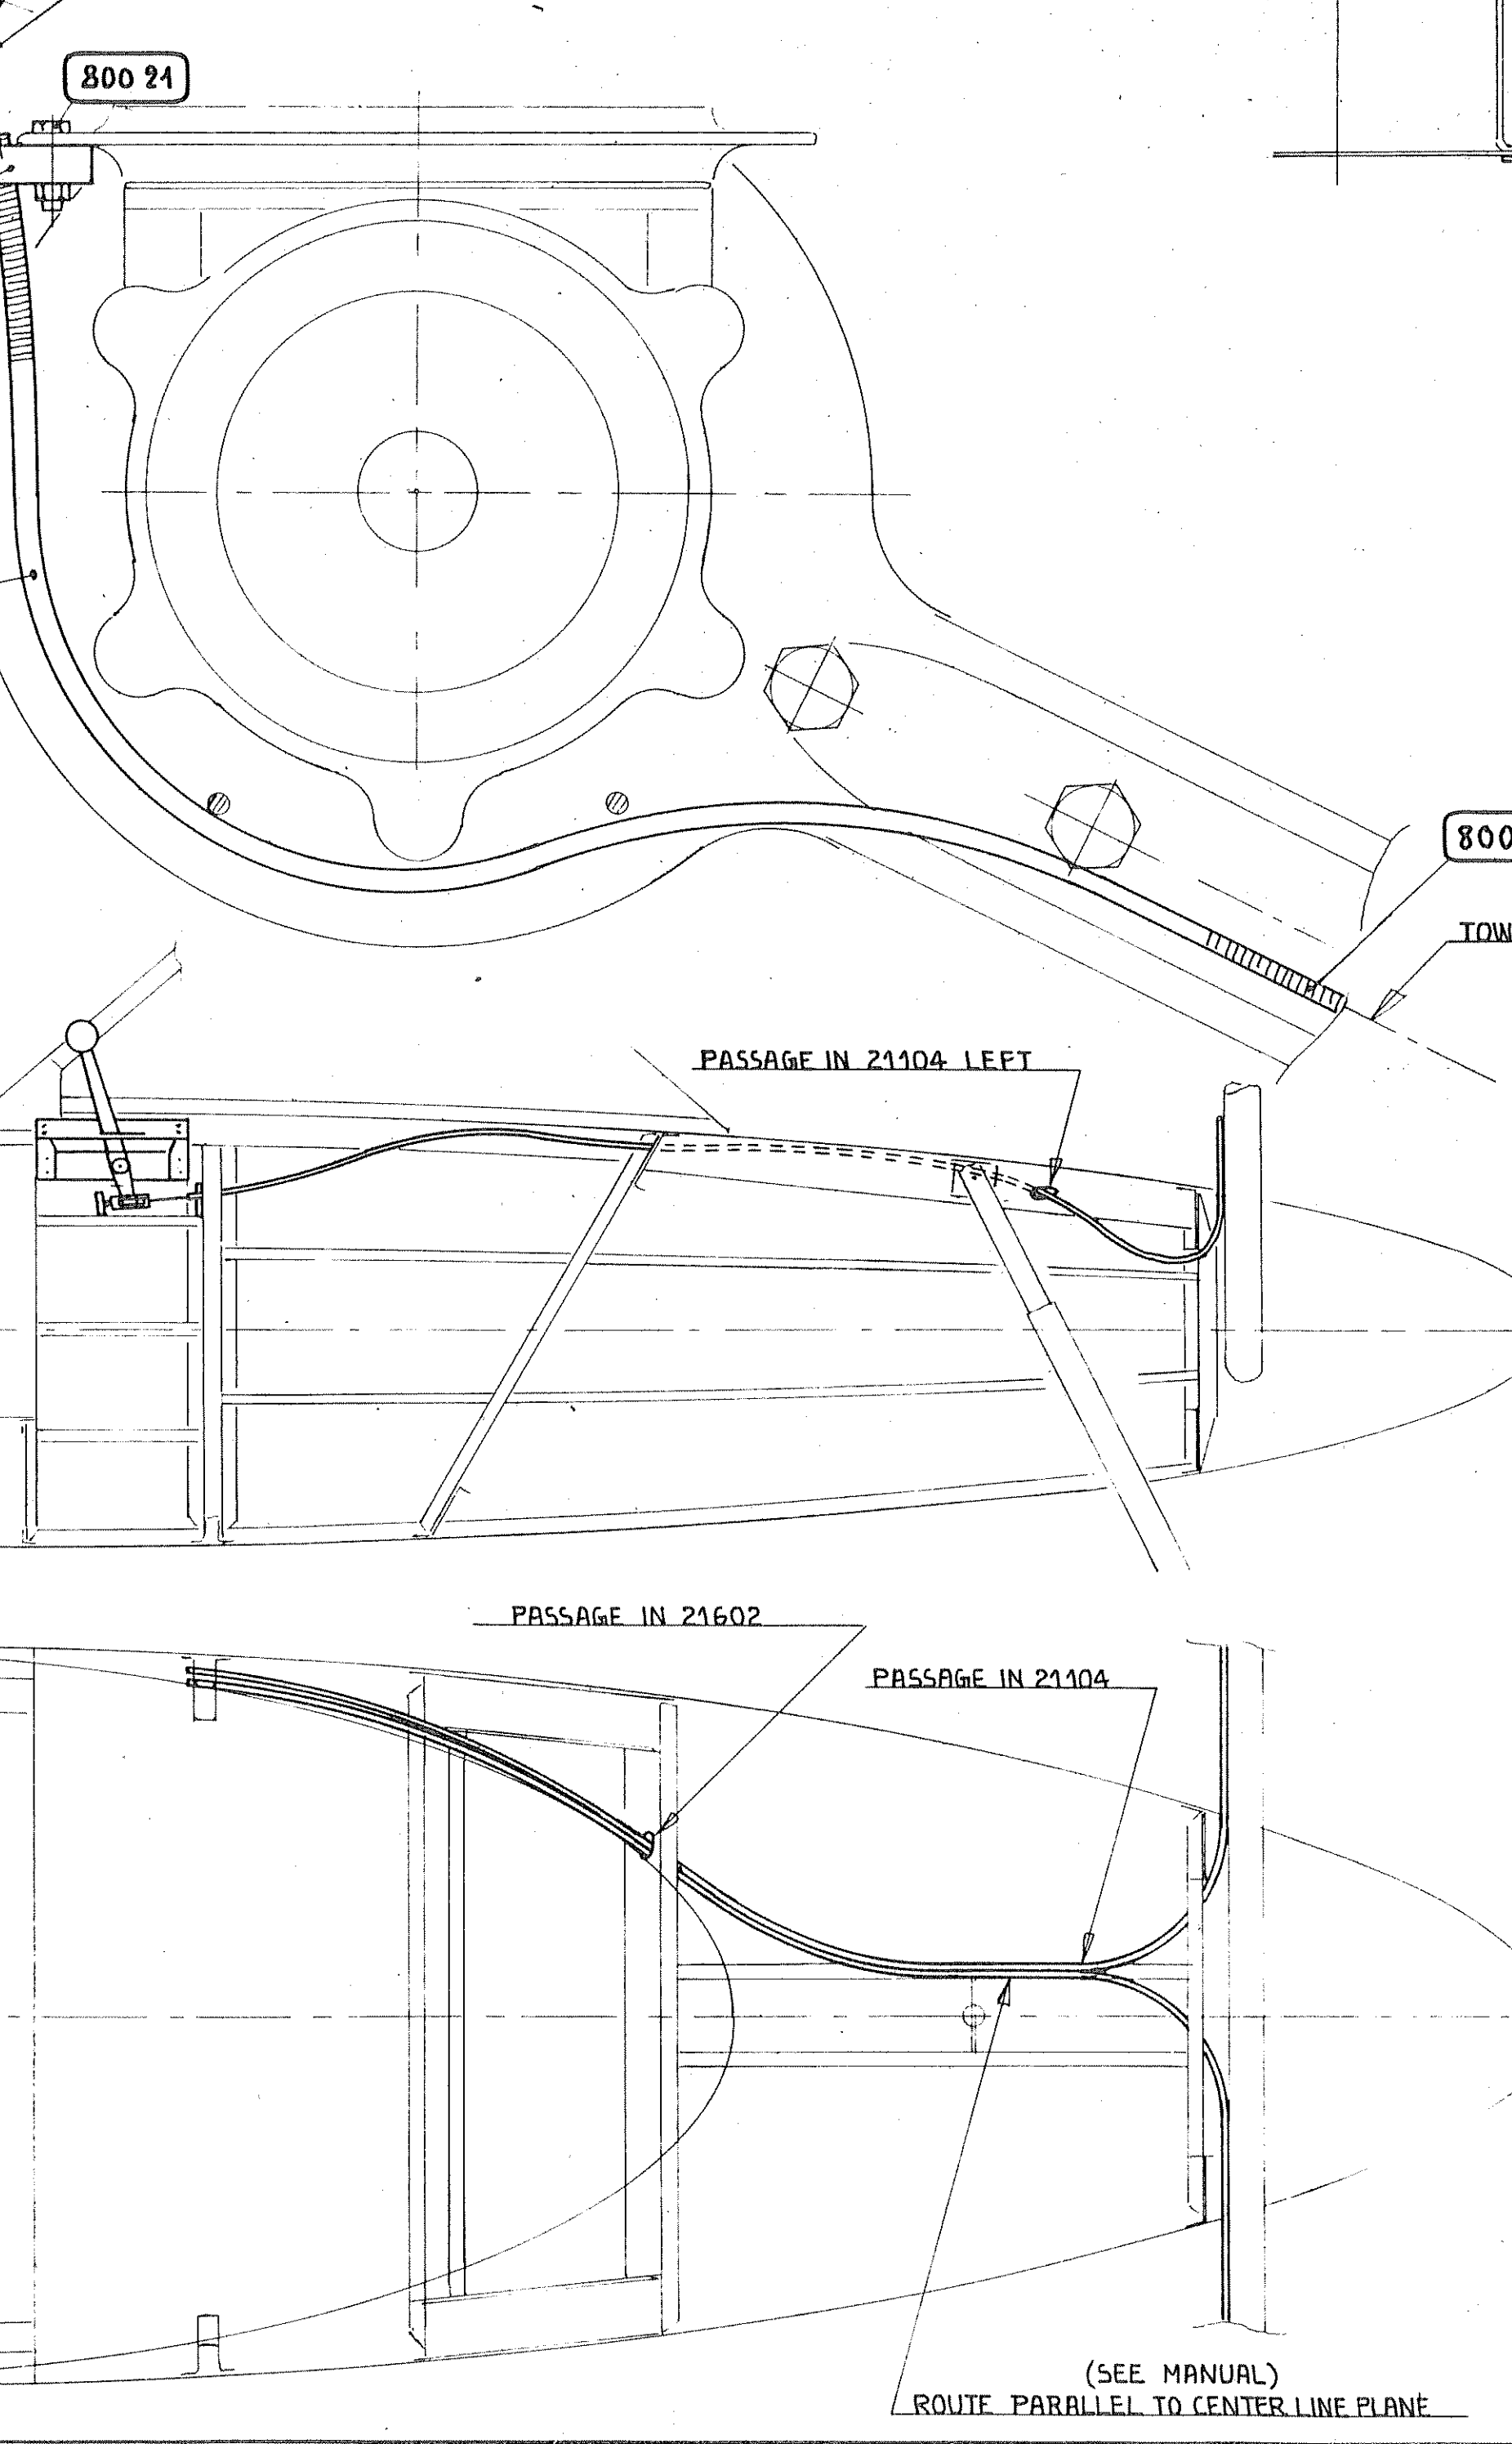 800 21
800
TOW
PASSAGE IN 21104 LEFT
PASSAGE IN 21602
PASSAGE IN 21104
(SEE MANUAL)
ROUTE PARALLEL TO CENTER LINE PLANE